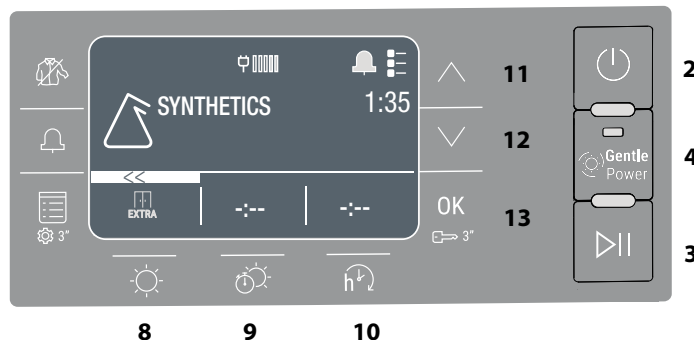 11
2
SYNTHETICS
1:35
12
<<
Gentle
Power
4
EXTRA
-:--
-:--
OK
13
3"
3"
h
3
8
9
10